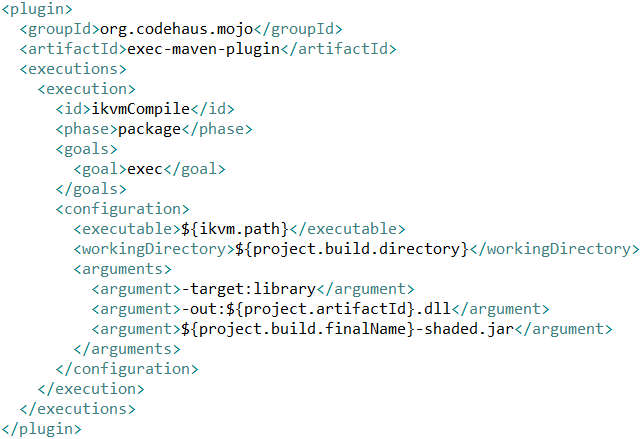 <plugin>
  <groupId>org.codehaus.mojo</groupId>
  <artifactId>exec-maven-plugin</artifactId>
  <executions>
    <execution>
      <id>ikvmCompile</id>
      <phase>package</phase>
      <goals>
        <goal>exec</goal>
      </goals>
      <configuration>
        <executable>${ikvm.path}</executable>
        <workingDirectory>${project.build.directory}</workingDirectory>
        <arguments>
          <argument>-target:library</argument>
          <argument>-out:${project.artifactId}.dll</argument>
          <argument>${project.build.finalName}-shaded.jar</argument>
        </arguments>
      </configuration>
    </execution>
  </executions>
</plugin>